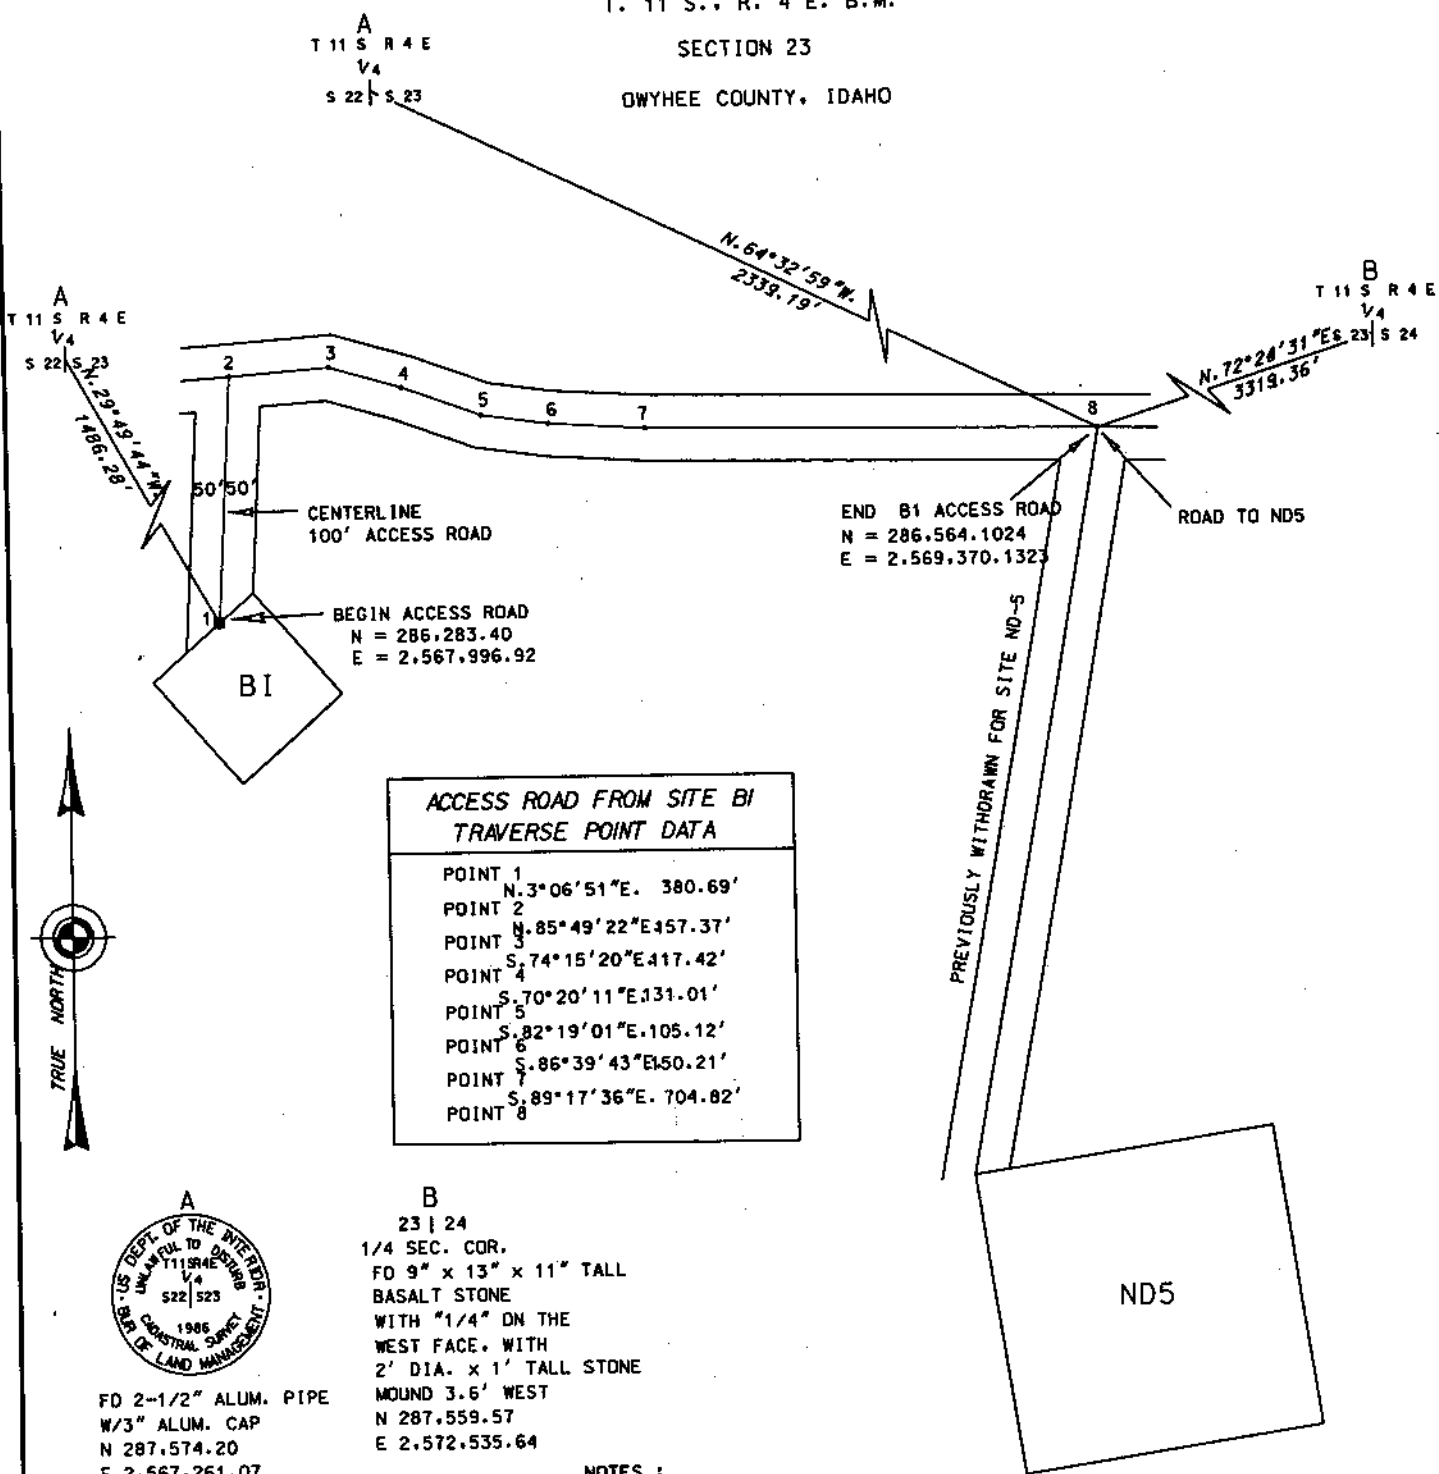 T. 11 S., R. 4 E. B.M.
SECTION 23
OWYHEE COUNTY, IDAHO
A
T 11 S R 4 E
1/4
S 22 S 23
N.64°32'59"W.
2339.19'
B
T 11 S R 4 E
1/4
S 23 S 24
N.72°24'31"E
3319.36'
A
T 11 S R 4 E
1/4
S 22 S 23
N.29°49'44"W.
1486.28'
2
3
4
5
6
7
8
50' 50'
CENTERLINE
100' ACCESS ROAD
END B1 ACCESS ROAD
N = 286,564.1024
E = 2,569,370.1323
ROAD TO ND5
1
BEGIN ACCESS ROAD
N = 286,283.40
E = 2,567,996.92
BI
PREVIOUSLY WITHDRAWN FOR SITE ND-5
TRUE NORTH
ACCESS ROAD FROM SITE BI
TRAVERSE POINT DATA
POINT 1
N.3°06'51"E. 380.69'
POINT 2
N.85°49'22"E.157.37'
POINT 3
S.74°15'20"E.117.42'
POINT 4
S.70°20'11"E.131.01'
POINT 5
S.82°19'01"E.105.12'
POINT 6
S.86°39'43"E.150.21'
POINT 7
S.89°17'36"E. 704.82'
POINT 8
ND5
A
US DEPT. OF THE INTERIOR
UNLAWFUL TO DISTURB
T11SR4E
1/4
S22 S23
1986
CADASTRAL SURVEY
BUR OF LAND MANAGEMENT
FD 2-1/2" ALUM. PIPE
W/3" ALUM. CAP
N 287,574.20
E 2,567,261.07
B
23 | 24
1/4 SEC. COR.
FD 9" x 13" x 11" TALL
BASALT STONE
WITH "1/4" ON THE
WEST FACE. WITH
2' DIA. x 1' TALL STONE
MOUND 3.6' WEST
N 287,559.57
E 2,572,535.64
NOTES :